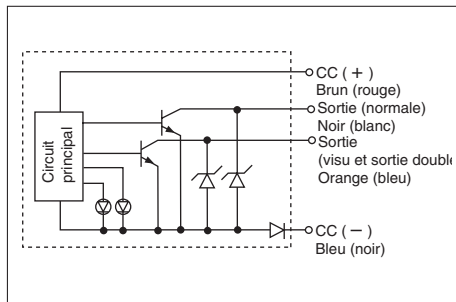 CC (+)
Brun (rouge)
Sortie (normale)
Noir (blanc)
Sortie
(visu et sortie double
Orange (bleu)
Circuit
principal
CC (−)
Bleu (noir)